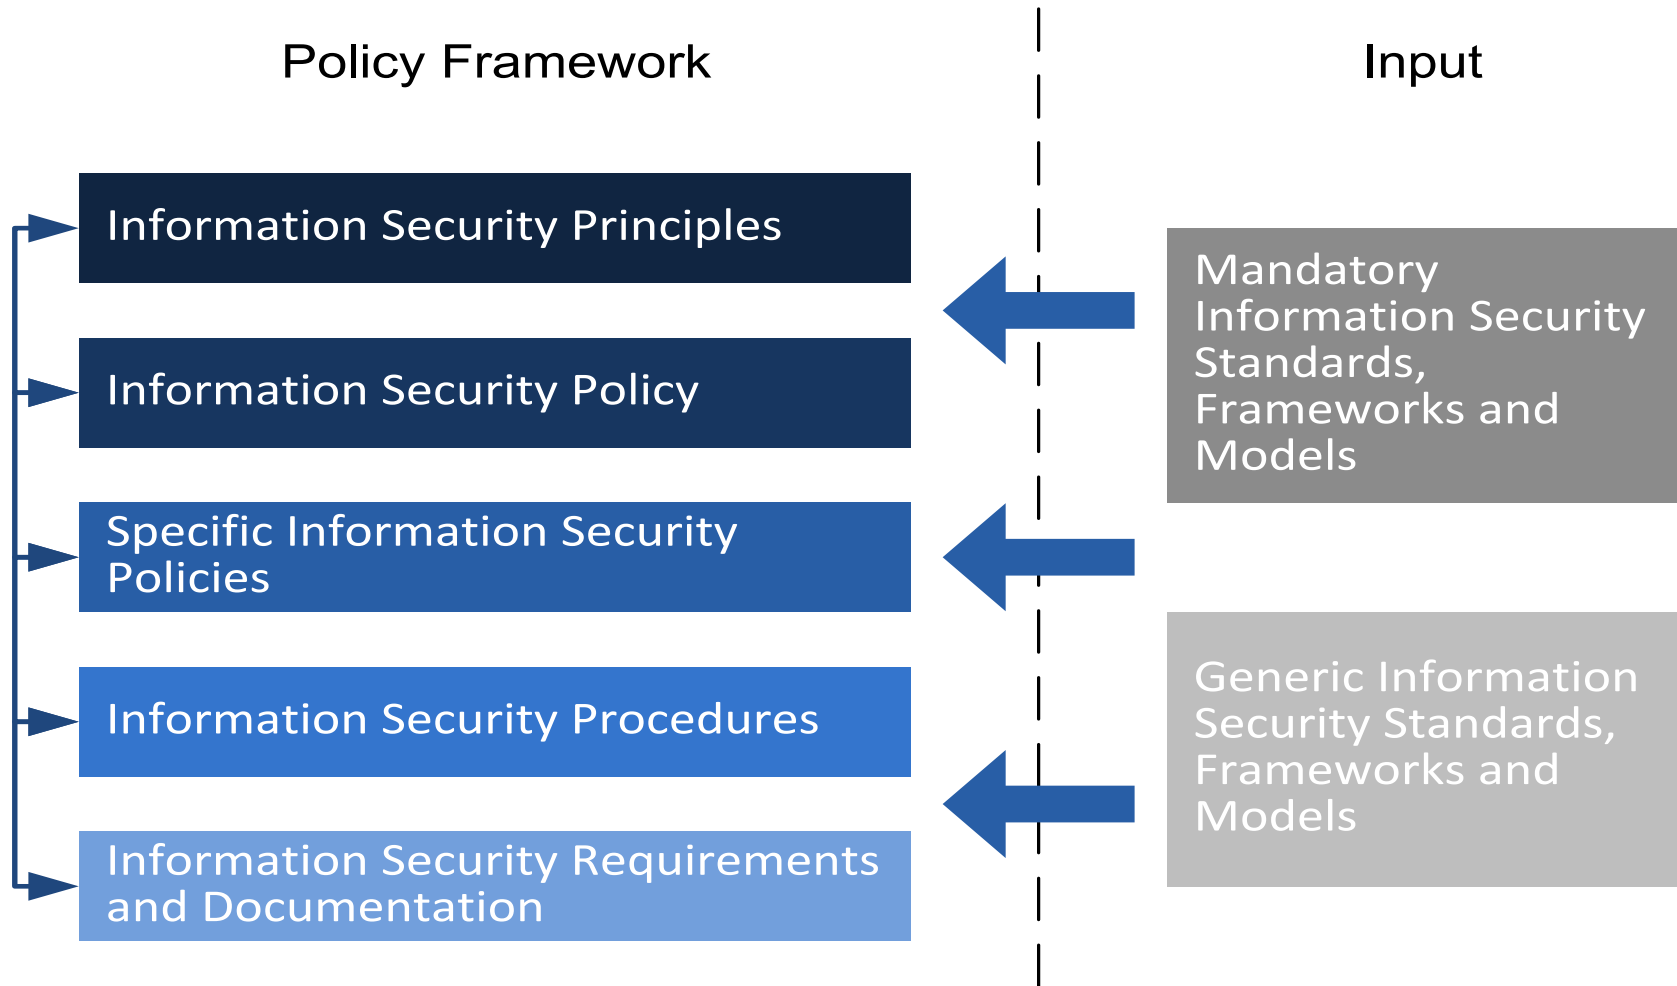 Policy Framework
Input
Information Security Principles
Information Security Policy
Specific Information Security
Policies
Information Security Procedures
Information Security Requirements
and Documentation
Mandatory
Information Security
Standards,
Frameworks and
Models
Generic Information
Security Standards,
Frameworks and
Models